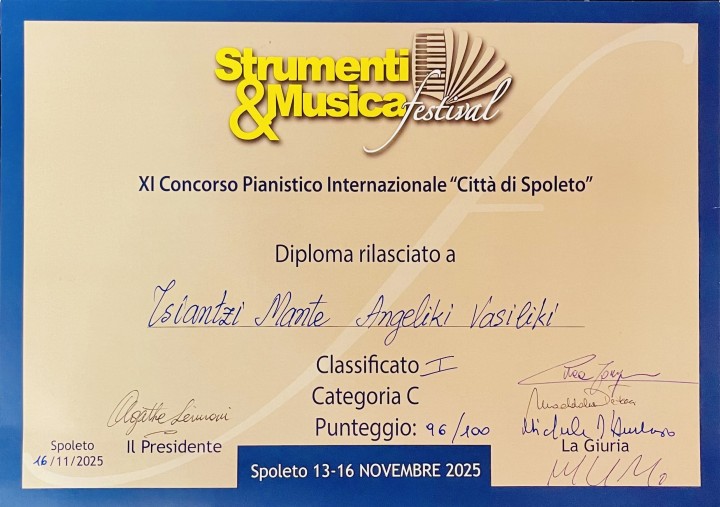 Strumenti
&Musica
festival
XI Concorso Pianistico Internazionale “Città di Spoleto”
Diploma rilasciato a
Tsiantzi Mante Angeliki Vasiliki
Classificato I
Categoria C
Punteggio: 96/100
Il Presidente
La Giuria
Spoleto
16/11/2025
Spoleto 13-16 NOVEMBRE 2025